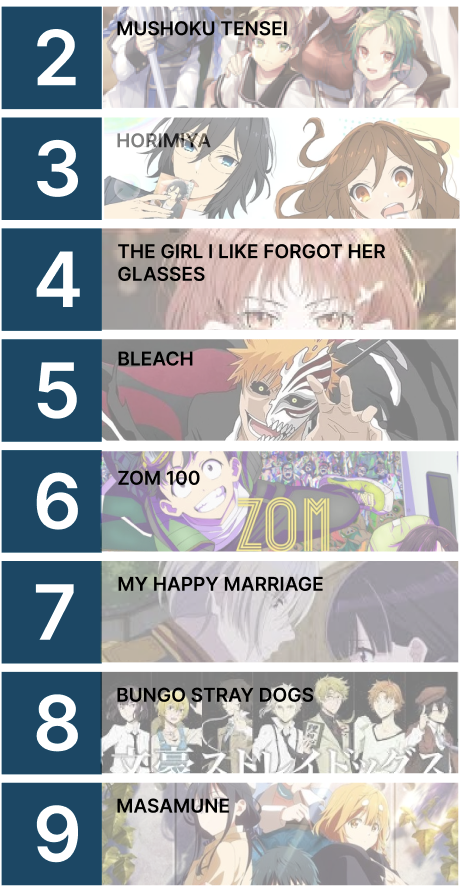 2
MUSHOKU TENSEI
3
HORIMIYA
4
THE GIRL I LIKE FORGOT HER
GLASSES
5
BLEACH
6
ZOM 100
ZOM
7
MY HAPPY MARRIAGE
8
BUNGO STRAY DOGS
文豪ストレイドッグス
9
MASAMUNE